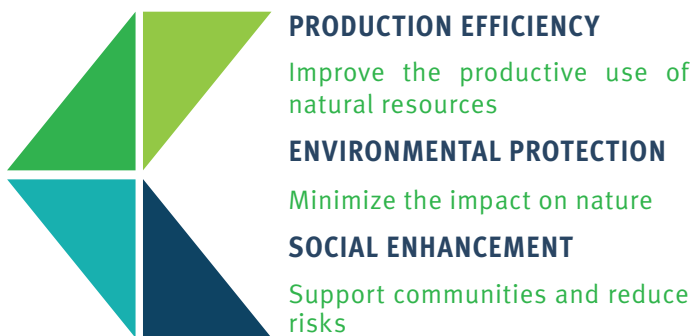 PRODUCTION EFFICIENCY
Improve the productive use of
natural resources
ENVIRONMENTAL PROTECTION
Minimize the impact on nature
SOCIAL ENHANCEMENT
Support communities and reduce
risks